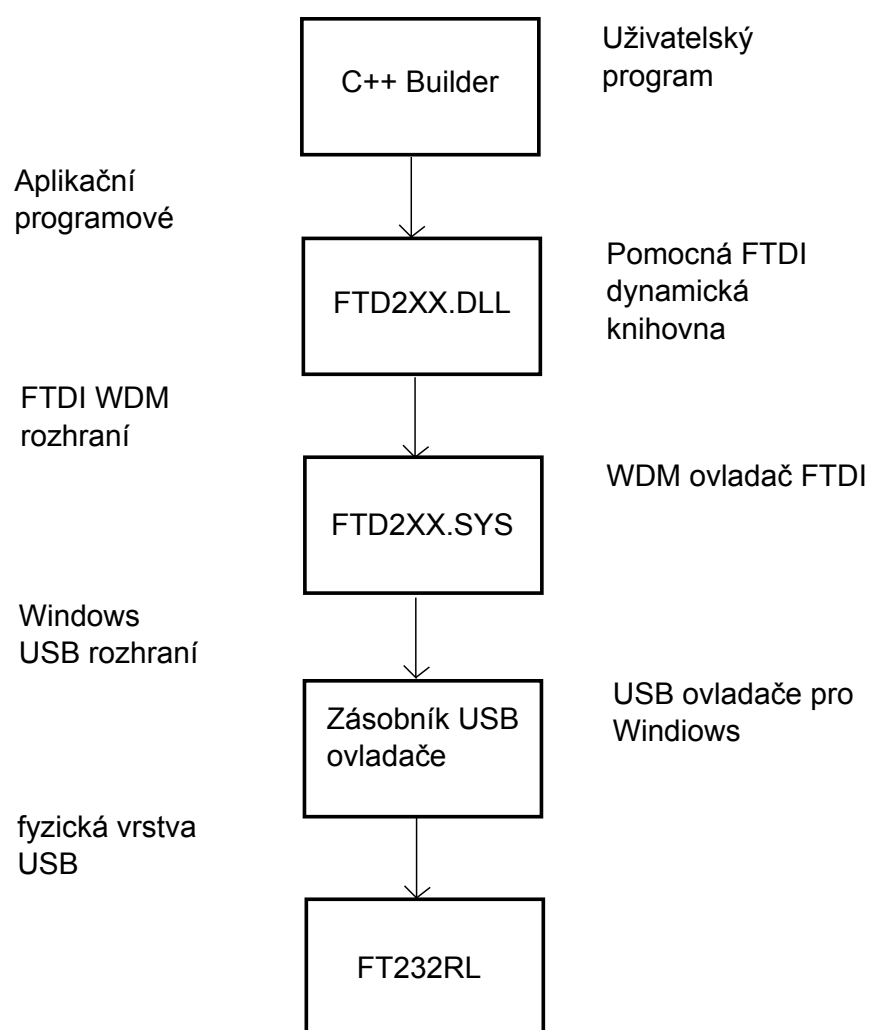 C++ Builder
Uživatelský
program
Aplikační
programové
FTD2XX.DLL
Pomocná FTDI
dynamická
knihovna
FTDI WDM
rozhraní
FTD2XX.SYS
WDM ovladač FTDI
Windows
USB rozhraní
Zásobník USB
ovladače
USB ovladače pro
Windiows
fyzická vrstva
USB
FT232RL